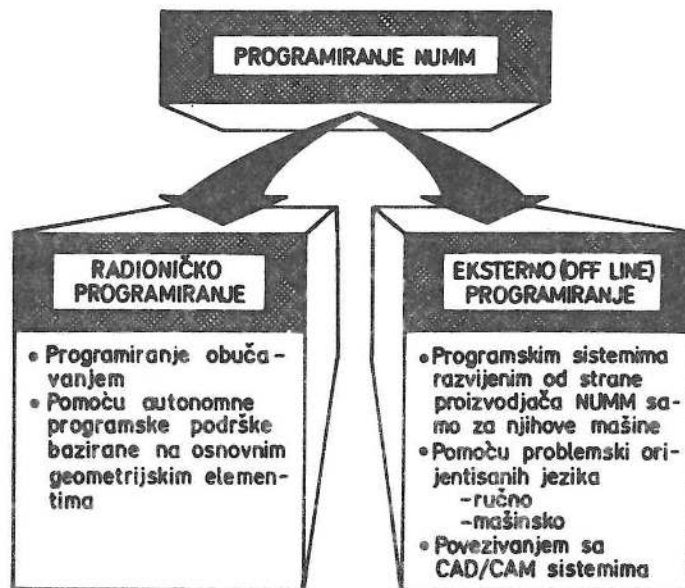 PROGRAMIRANJE NUMM
RADIONIČKO
PROGRAMIRANJE
• Programiranje obuča-
vanjem
• Pomoću autonomne
programske podrške
bazirane na osnovnim
geometrijskim elemen-
tima
EKSTERNO (OFF LINE)
PROGRAMIRANJE
• Programskim sistemima
razvijenim od strane
proizvodjača NUMM sa-
mo za njihove mašine
• Pomoću problemski ori-
jentisanih jezika
-ručno
-mašinsko
• Povezivanjem sa
CAD/CAM sistemima